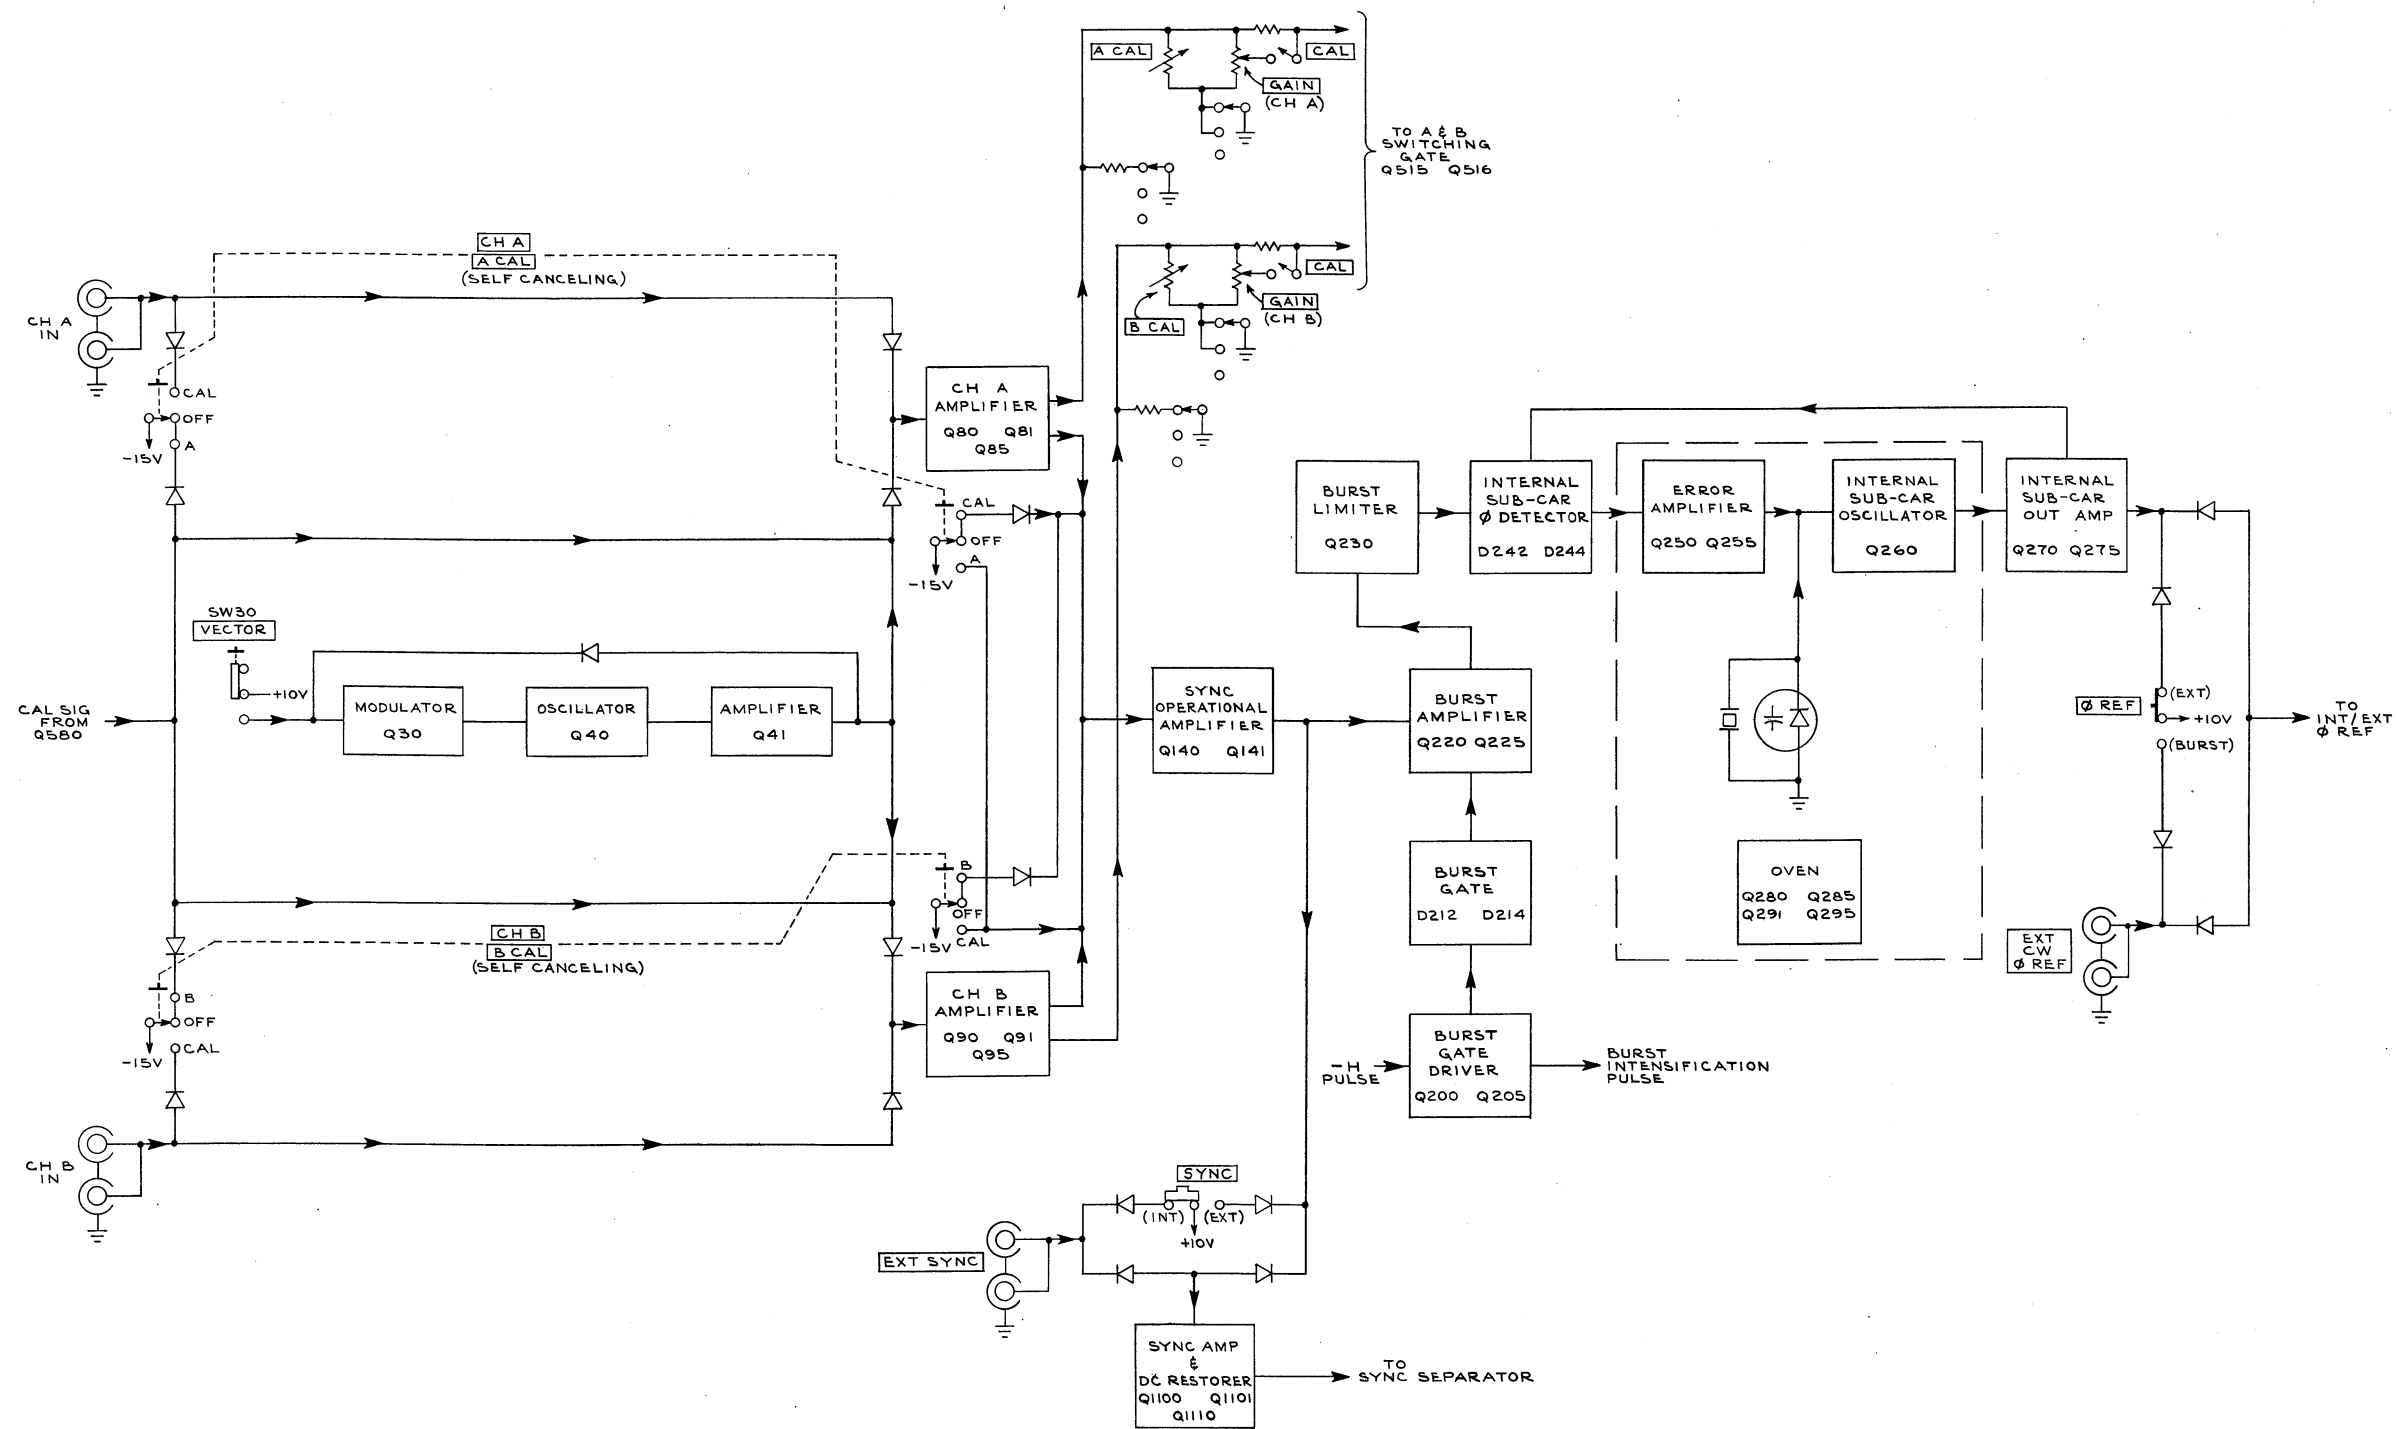 A CAL
CAL
GAIN
(CH A)
TO A & B
SWITCHING
GATE
Q515 Q516
CH A
A CAL
(SELF CANCELING)
CAL
GAIN
(CH B)
B CAL
CH A
IN
CAL
OFF
A
-15V
CH A
AMPLIFIER
Q80 Q81
Q85
CAL
OFF
A
-15V
BURST
LIMITER
Q230
INTERNAL
SUB-CAR
Ø DETECTOR
D242 D244
ERROR
AMPLIFIER
Q250 Q255
INTERNAL
SUB-CAR
OSCILLATOR
Q260
INTERNAL
SUB-CAR
OUT AMP
Q270 Q275
SW30
VECTOR
+10V
CAL SIG
FROM
Q580
MODULATOR
Q30
OSCILLATOR
Q40
AMPLIFIER
Q41
SYNC
OPERATIONAL
AMPLIFIER
Q140 Q141
BURST
AMPLIFIER
Q220 Q225
Ø REF
(EXT)
+10V
(BURST)
TO
INT/EXT
Ø REF
B
OFF
CAL
-15V
BURST
GATE
D212 D214
OVEN
Q280 Q285
Q291 Q295
CH B
B CAL
(SELF CANCELING)
EXT
CW
Ø REF
B
OFF
CAL
-15V
CH B
AMPLIFIER
Q90 Q91
Q95
-H
PULSE
BURST
GATE
DRIVER
Q200 Q205
BURST
INTENSIFICATION
PULSE
CH B
IN
SYNC
(INT)
(EXT)
+10V
EXT SYNC
SYNC AMP
&
DC RESTORER
Q1100 Q1101
Q1110
TO
SYNC SEPARATOR